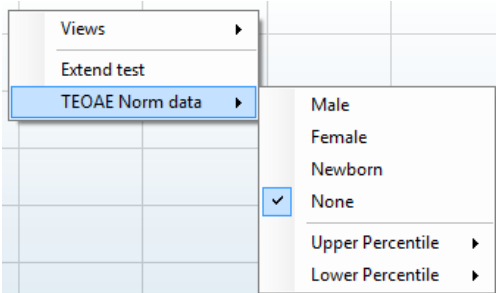 Views
Extend test
TEOAE Norm data
Male
Female
Newborn
None
Upper Percentile
Lower Percentile